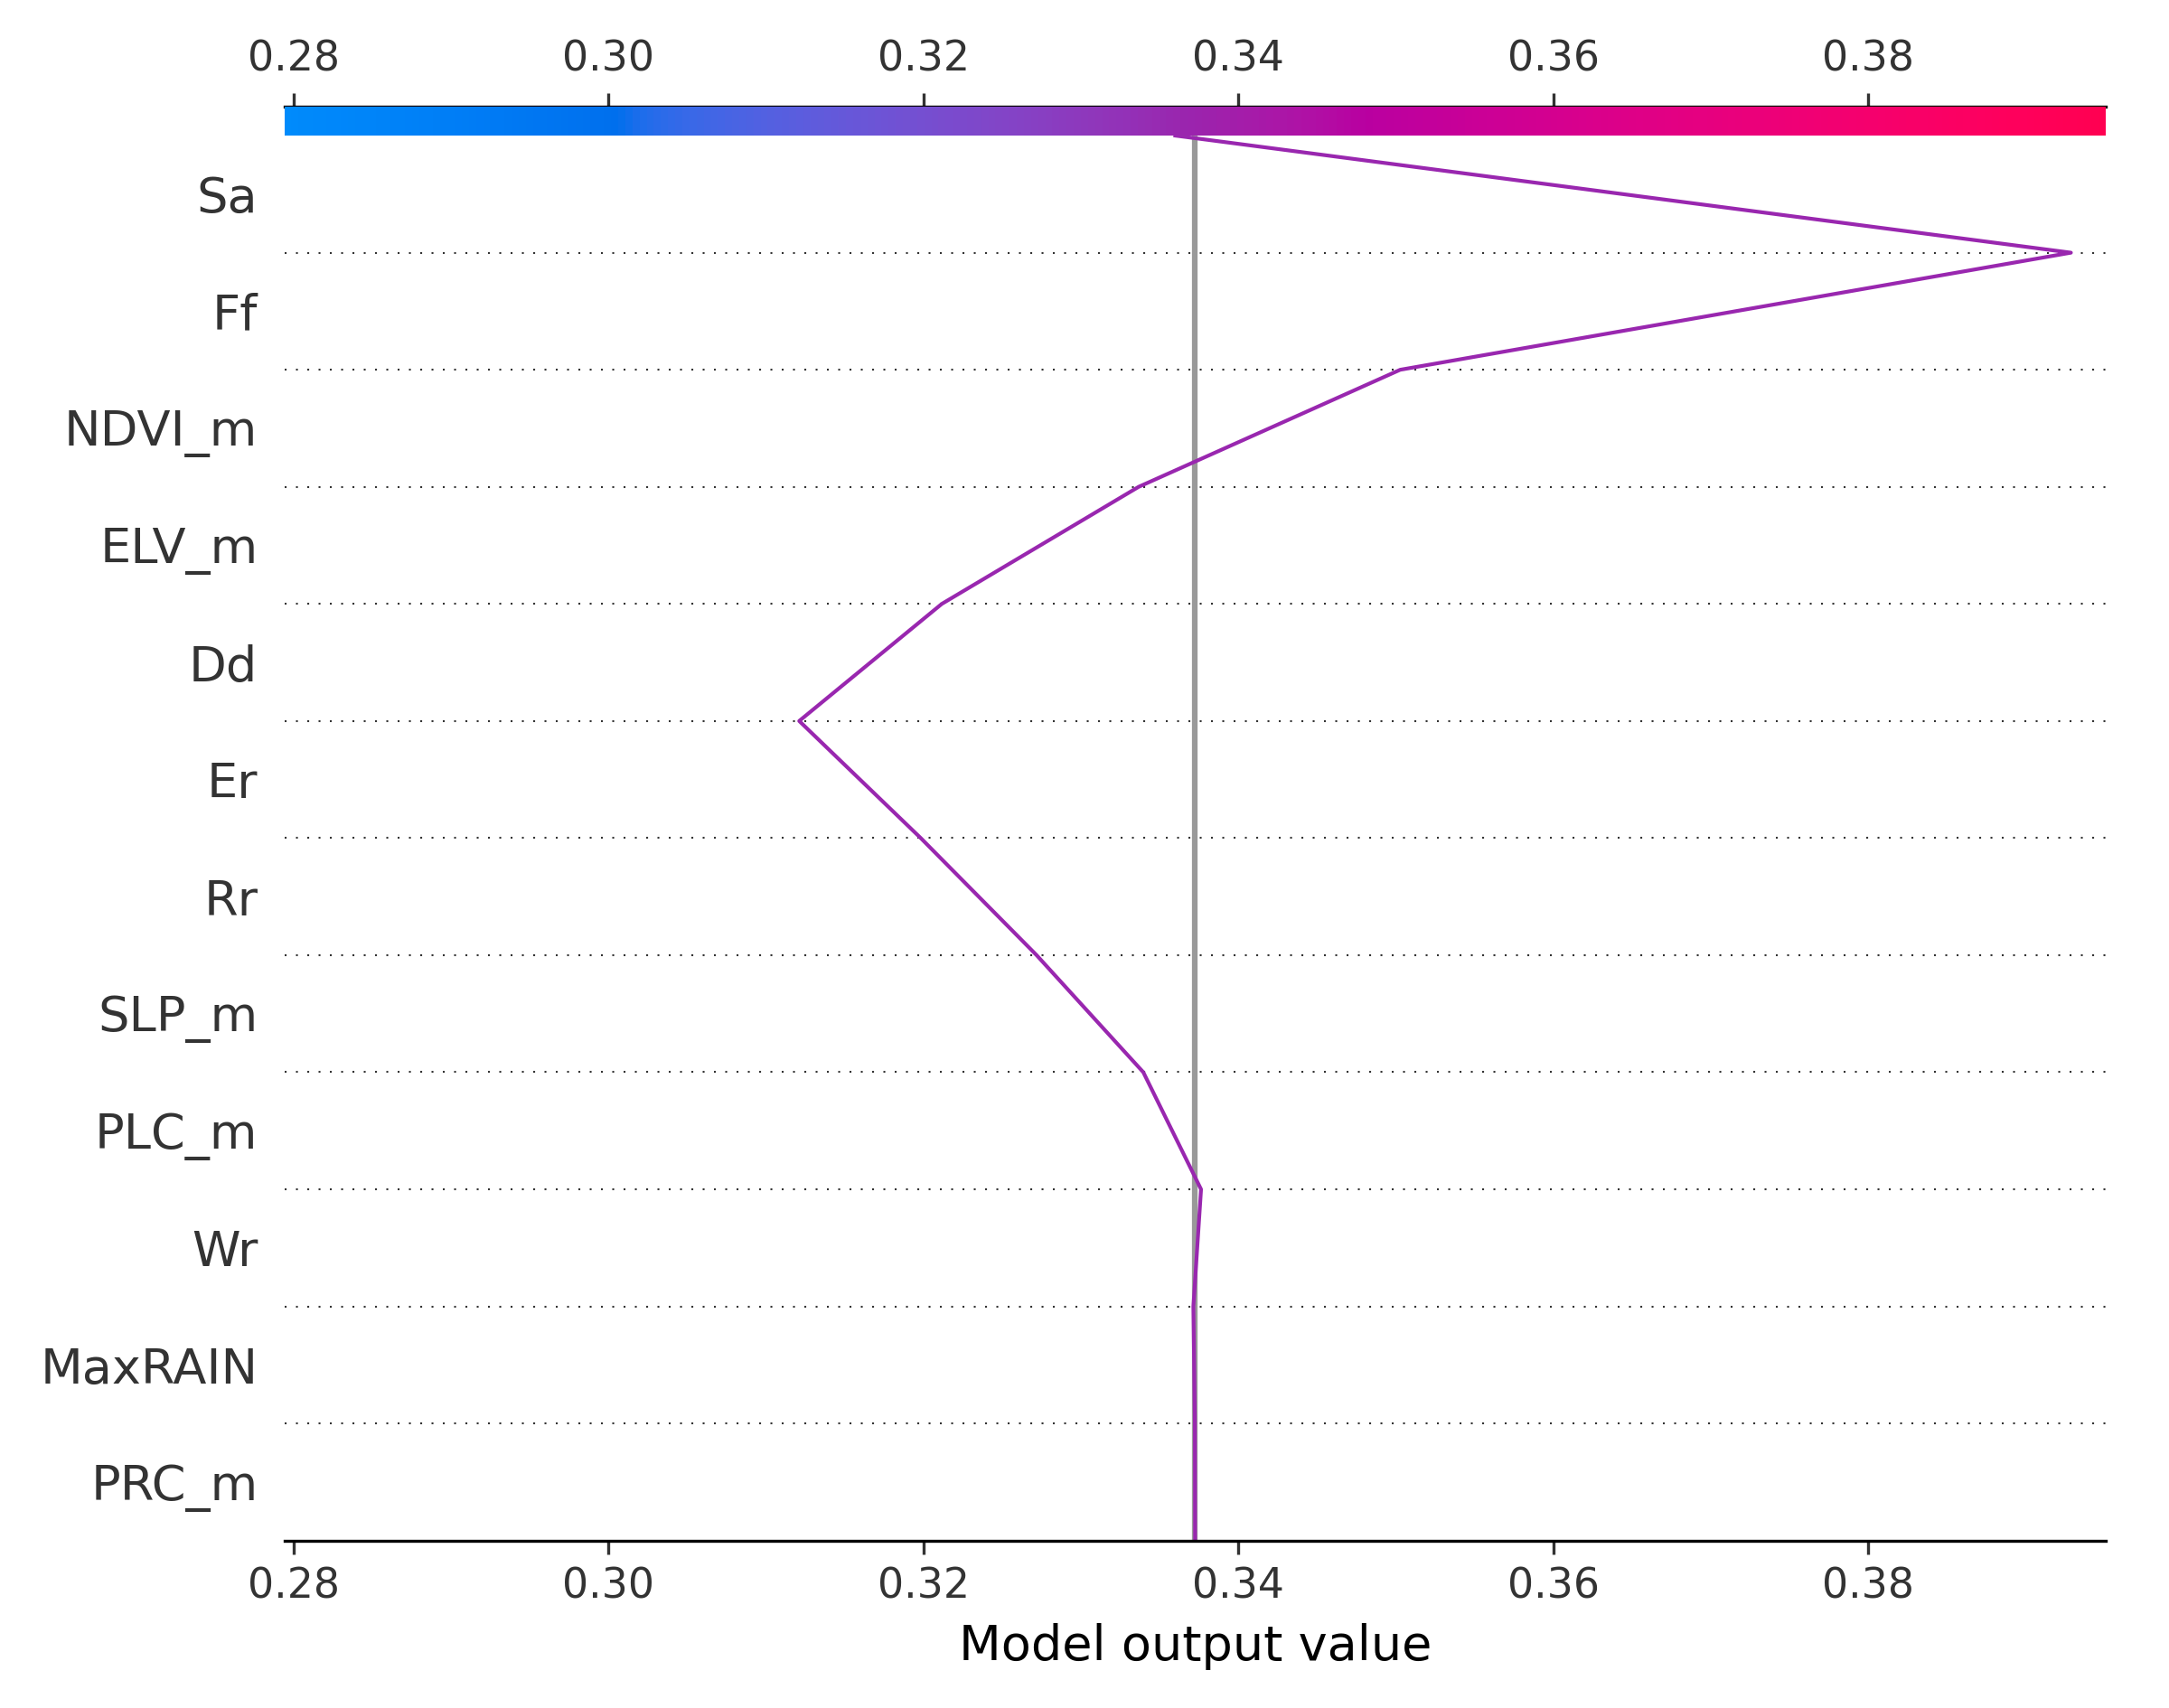 0.28 0.30 0.32 0.34 0.36 0.38
Sa
Ff
NDVI_m
ELV_m
Dd
Er
Rr
SLP_m
PLC_m
Wr
MaxRAIN
PRC_m
0.28 0.30 0.32 0.34 0.36 0.38
Model output value